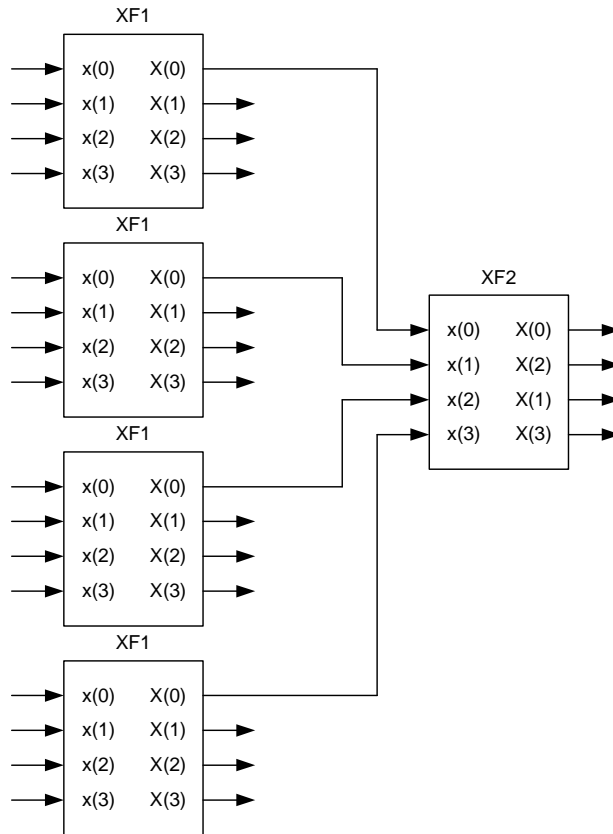 XF1
x(0) X(0)
x(1) X(1)
x(2) X(2)
x(3) X(3)
XF1
x(0) X(0)
x(1) X(1)
x(2) X(2)
x(3) X(3)
XF2
x(0) X(0)
x(1) X(2)
x(2) X(1)
x(3) X(3)
XF1
x(0) X(0)
x(1) X(1)
x(2) X(2)
x(3) X(3)
XF1
x(0) X(0)
x(1) X(1)
x(2) X(2)
x(3) X(3)